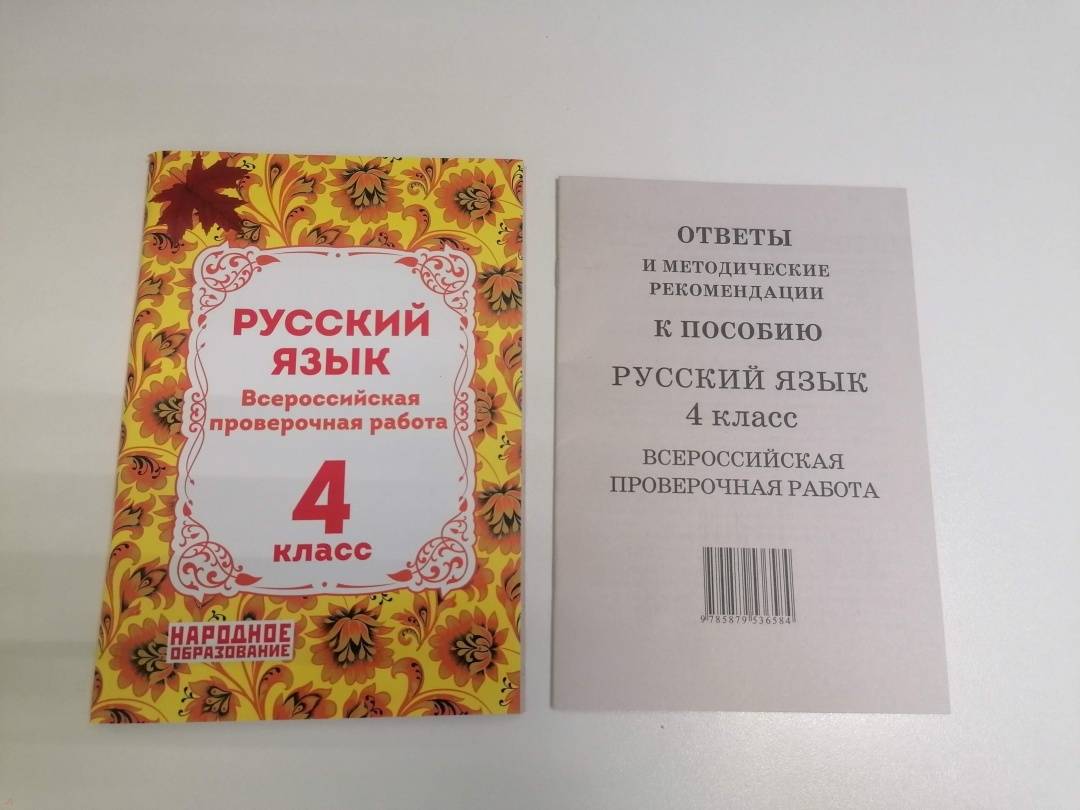 РУССКИЙ
ЯЗЫК
Всероссийская
проверочная работа
4
класс
НАРОДНОЕ
ОБРАЗОВАНИЕ
ОТВЕТЫ
И МЕТОДИЧЕСКИЕ
РЕКОМЕНДАЦИИ
К ПОСОБИЮ
РУССКИЙ ЯЗЫК
4 класс
ВСЕРОССИЙСКАЯ
ПРОВЕРОЧНАЯ РАБОТА
9785879536584